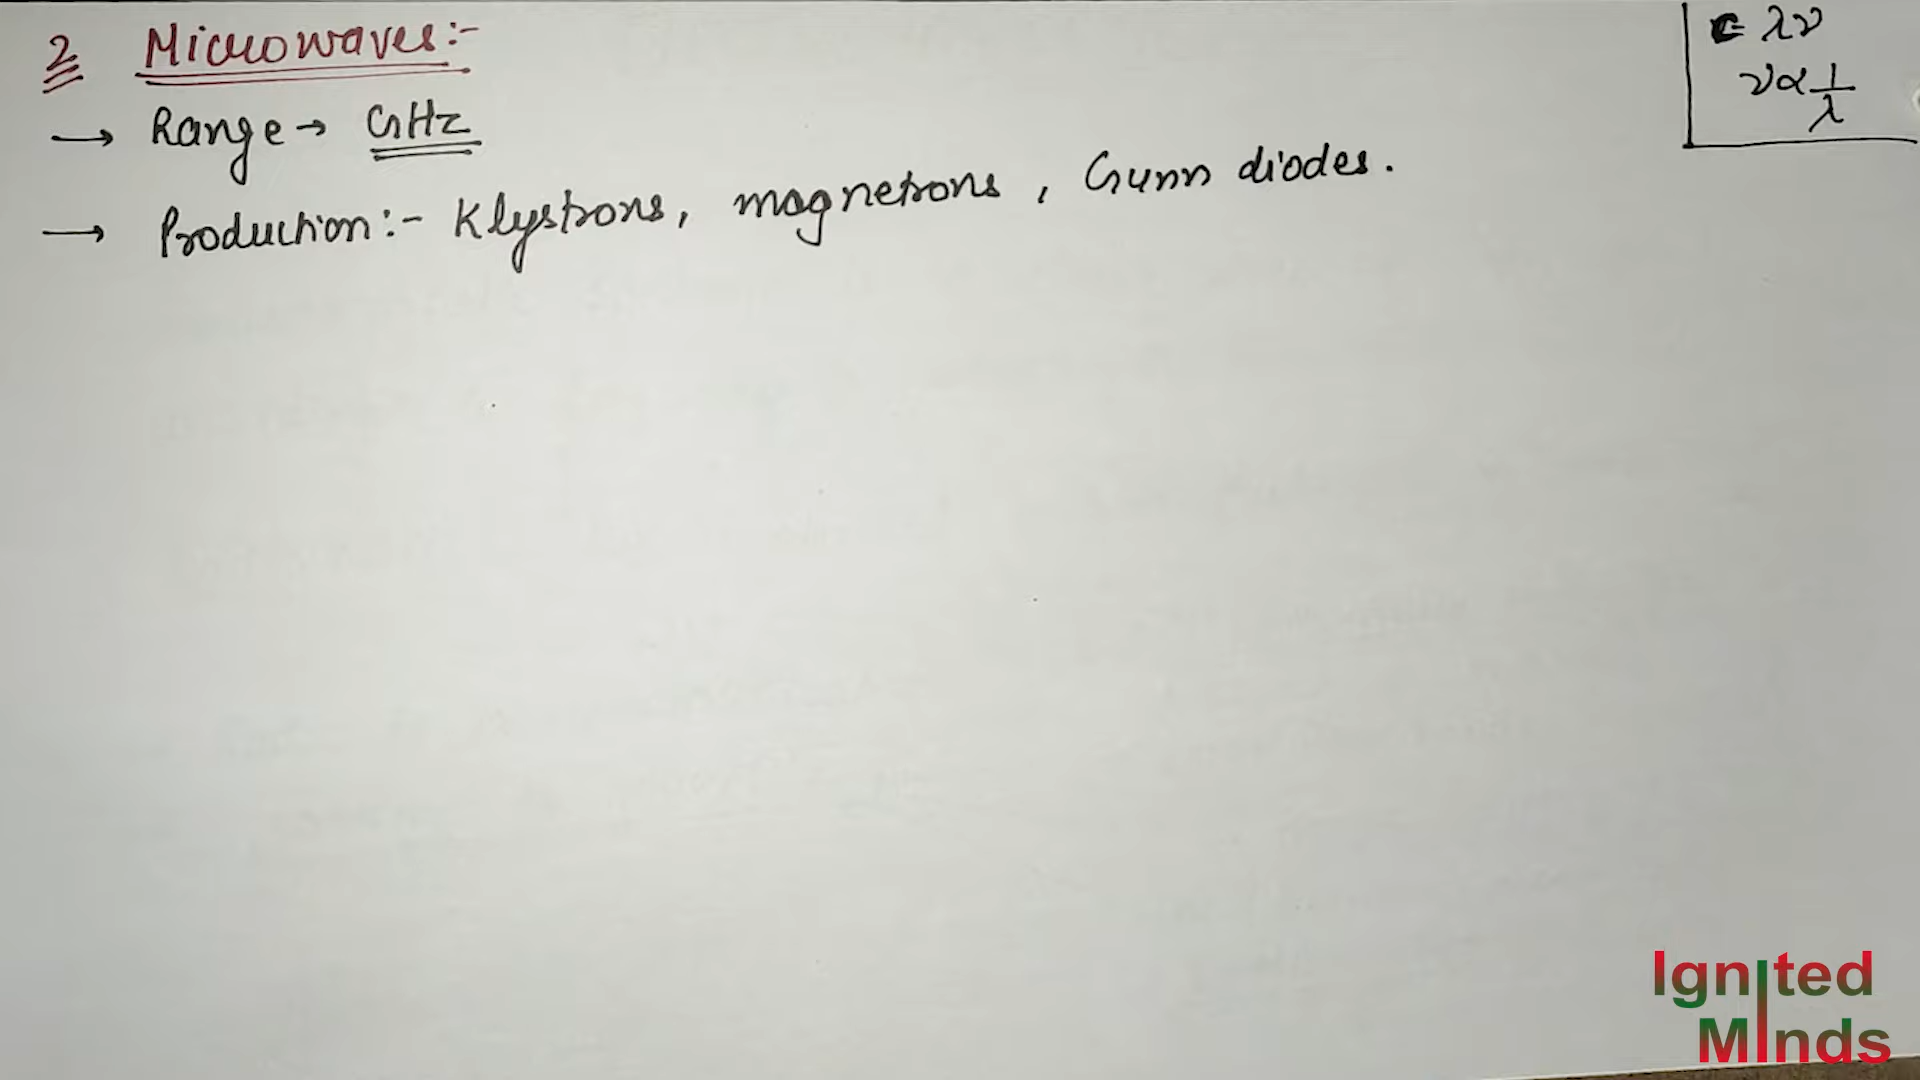 2 Microwaves:-
c= λν
ν∝1/λ
→ Range → GHz
→ Production:- Klystrons, magnetrons, Gunn diodes.
Ignited
Minds